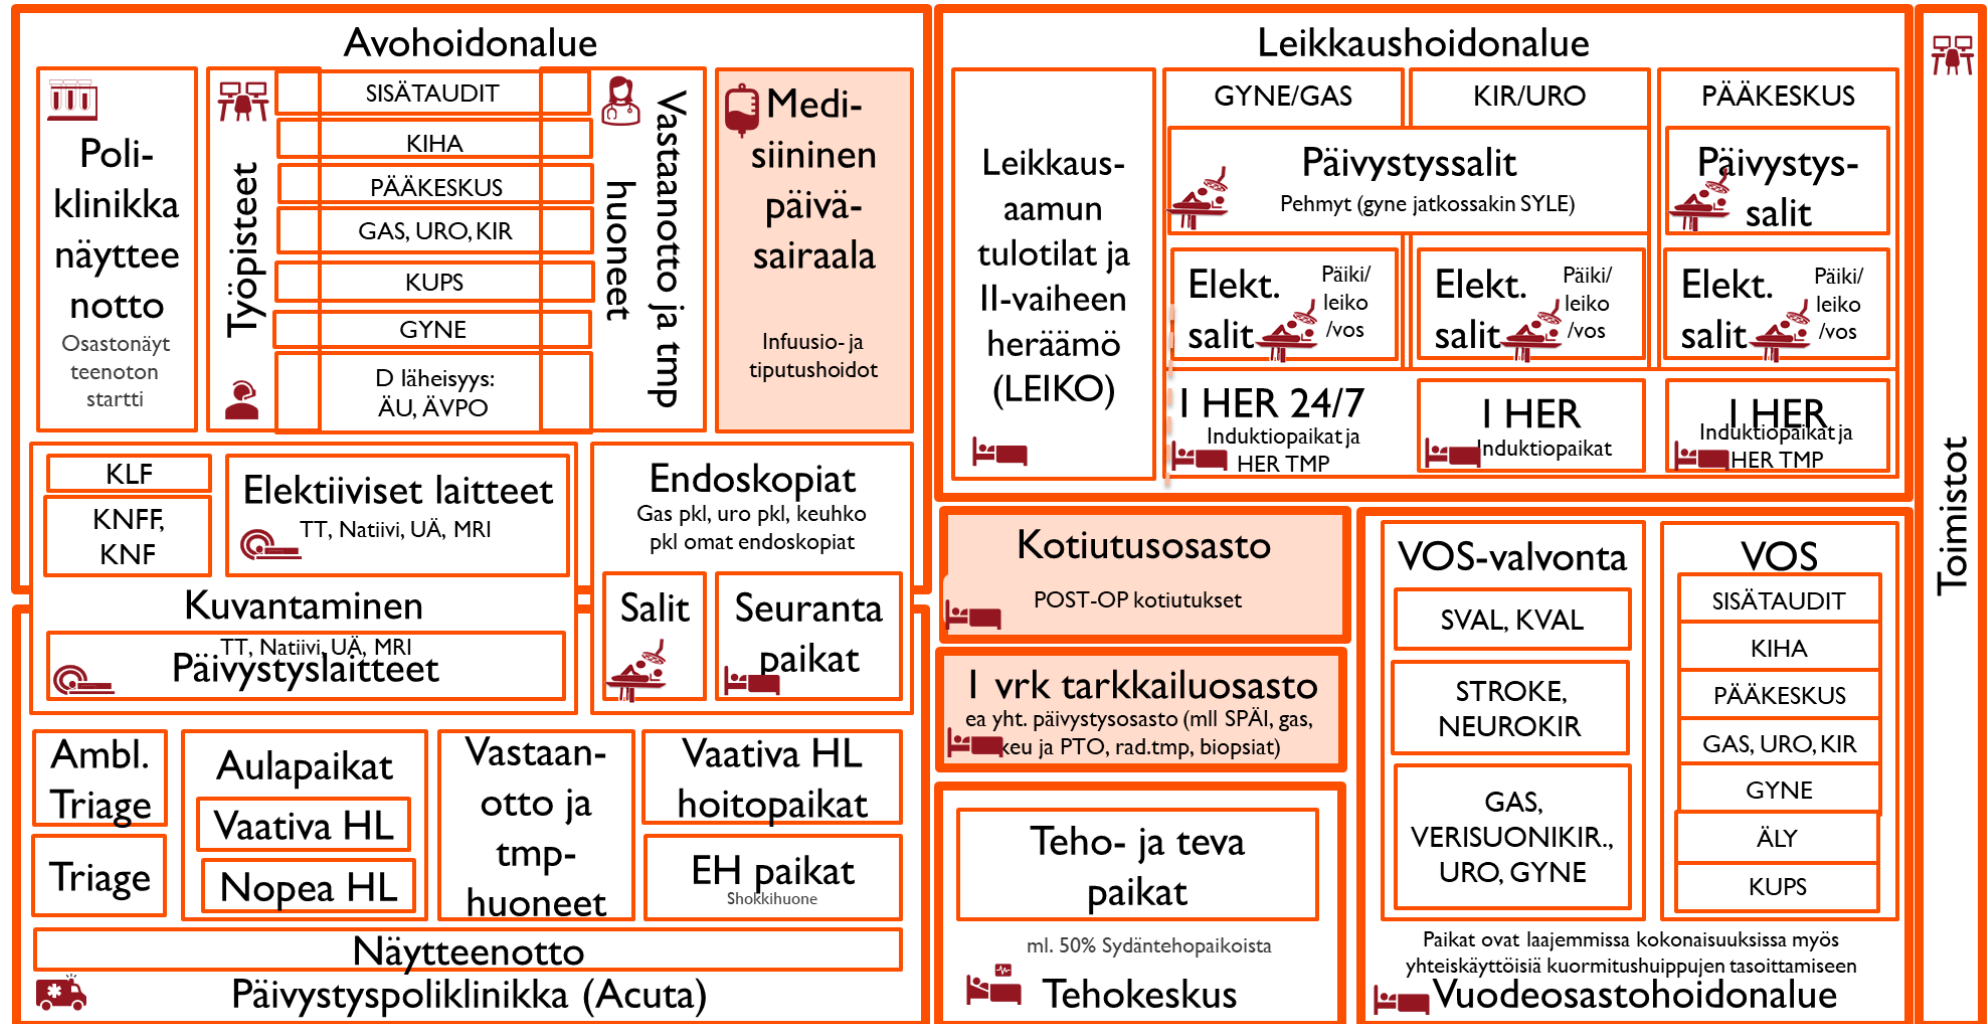 Avohoidonalue
Poli-
klinikka
näyttee
notto
Osastonäyt
teenoton
startti
Työpisteet
SISÄTAUDIT
KIHA
PÄÄKESKUS
GAS, URO, KIR
KUPS
GYNE
D läheisyys:
ÄU, ÄVPO
Vastaanotto ja tmp
huoneet
Medi-
siininen
päivä-
sairaala
Infuusio- ja
tiputushoidot
KLF
KNFF,
KNF
Elektiiviset laitteet
TT, Natiivi, UÄ, MRI
Kuvantaminen
TT, Natiivi, UÄ, MRI
Päivystyslaitteet
Endoskopiat
Gas pkl, uro pkl, keuhko
pkl omat endoskopiat
Salit
Seuranta
paikat
Ambl.
Triage
Triage
Aulapaikat
Vaativa HL
Nopea HL
Vastaan-
otto ja
tmp-
huoneet
Vaativa HL
hoitopaikat
EH paikat
Shokkihuone
Näytteenotto
Päivystyspoliklinikka (Acuta)
Leikkaushoidonalue
Leikkaus-
aamun
tulotilat ja
II-vaiheen
heräämö
(LEIKO)
GYNE/GAS
KIR/URO
PÄÄKESKUS
Päivystyssalit
Pehmyt (gyne jatkossakin SYLE)
Päivystys-
salit
Elekt.
salit
Päiki/
leiko
/vos
Elekt.
salit
Päiki/
leiko
/vos
Elekt.
salit
Päiki/
leiko
/vos
I HER 24/7
Induktiopaikat ja
HER TMP
I HER
Induktiopaikat
I HER
Induktiopaikat ja
HER TMP
Kotiutusosasto
POST-OP kotiutukset
1 vrk tarkkailuosasto
ea yht. päivystysosasto (mll SPÄI, gas,
keu ja PTO, rad.tmp, biopsiat)
Teho- ja teva
paikat
ml. 50% Sydäntehopaikoista
Tehokeskus
VOS-valvonta
SVAL, KVAL
STROKE,
NEUROKIR
GAS,
VERISUONIKIR.,
URO, GYNE
VOS
SISÄTAUDIT
KIHA
PÄÄKESKUS
GAS, URO, KIR
GYNE
ÄLY
KUPS
Paikat ovat laajemmissa kokonaisuuksissa myös
yhteiskäyttöisiä kuormitushuippujen tasoittamiseen
Vuodeosastohoidonalue
Toimistot